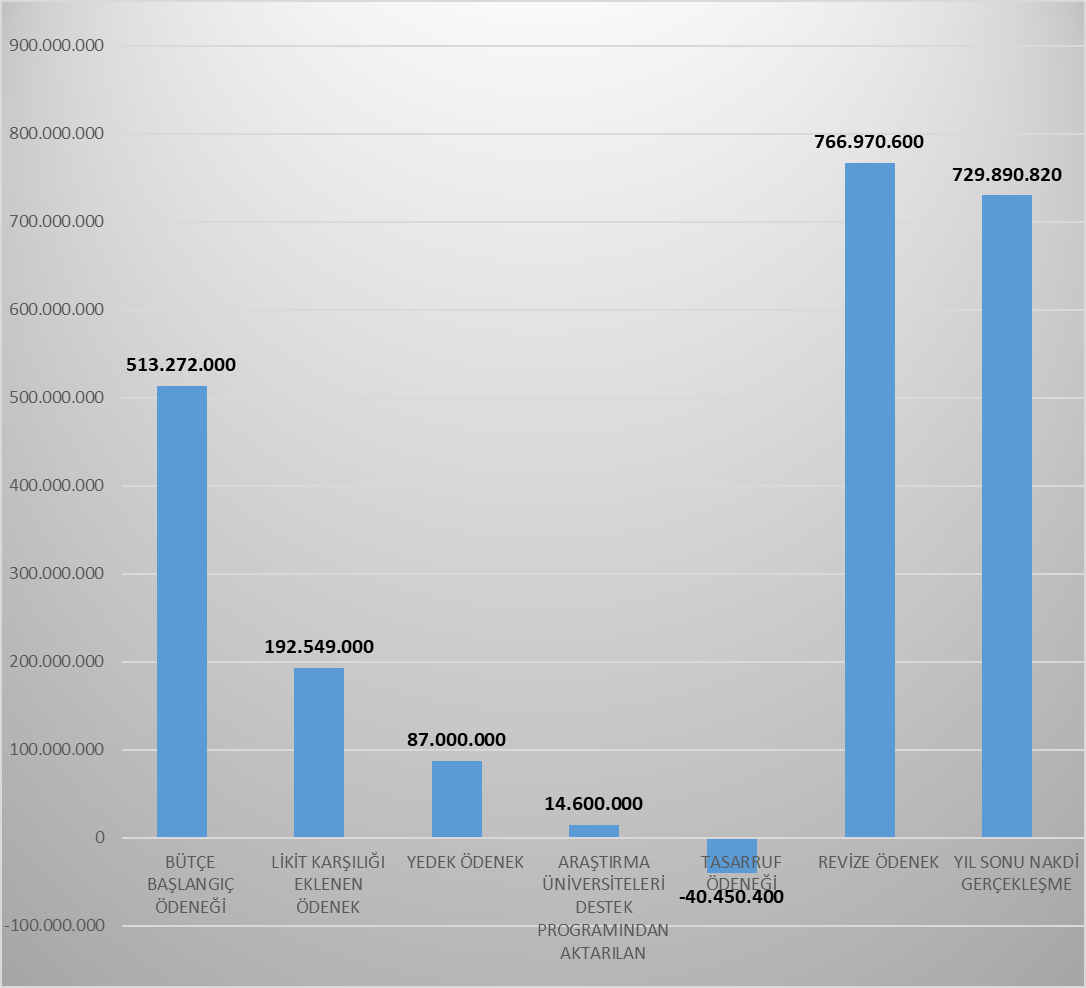 900.000.000
800.000.000
700.000.000
600.000.000
500.000.000
400.000.000
300.000.000
200.000.000
100.000.000
0
-100.000.000
513.272.000
192.549.000
87.000.000
14.600.000
-40.450.400
766.970.600
729.890.820
BÜTÇE
BAŞLANGIÇ
ÖDENEĞİ
LİKİT KARŞILIĞI
EKLENEN
ÖDENEK
YEDEK ÖDENEK
ARAŞTIRMA
ÜNİVERSİTELERİ
DESTEK
PROGRAMINDAN
AKTARILAN
TASARRUF
ÖDENEĞİ
REVİZE ÖDENEK
YIL SONU NAKDİ
GERÇEKLEŞME